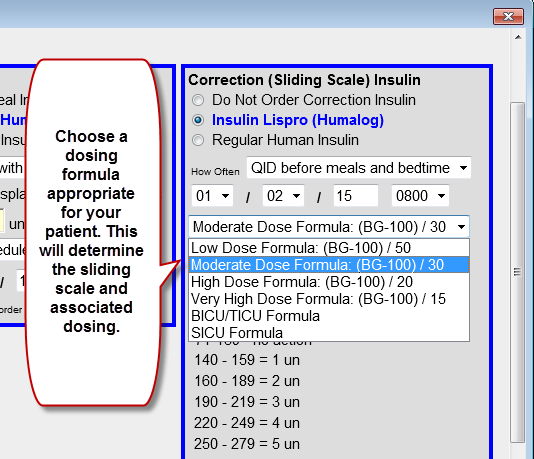 eal In
Hum
Insu
with
spla
un
edule
/ 1
order
Choose a
dosing
formula
appropriate
for your
patient. This
will determine
the sliding
scale and
associated
dosing.
Correction (Sliding Scale) Insulin
Do Not Order Correction Insulin
Insulin Lispro (Humalog)
Regular Human Insulin
How Often QID before meals and bedtime
01 / 02 / 15 0800
Moderate Dose Formula: (BG-100) / 30
Low Dose Formula: (BG-100) / 50
Moderate Dose Formula: (BG-100) / 30
High Dose Formula: (BG-100) / 20
Very High Dose Formula: (BG-100) / 15
BICU/TICU Formula
SICU Formula
140 - 159 = 1 un
160 - 189 = 2 un
190 - 219 = 3 un
220 - 249 = 4 un
250 - 279 = 5 un